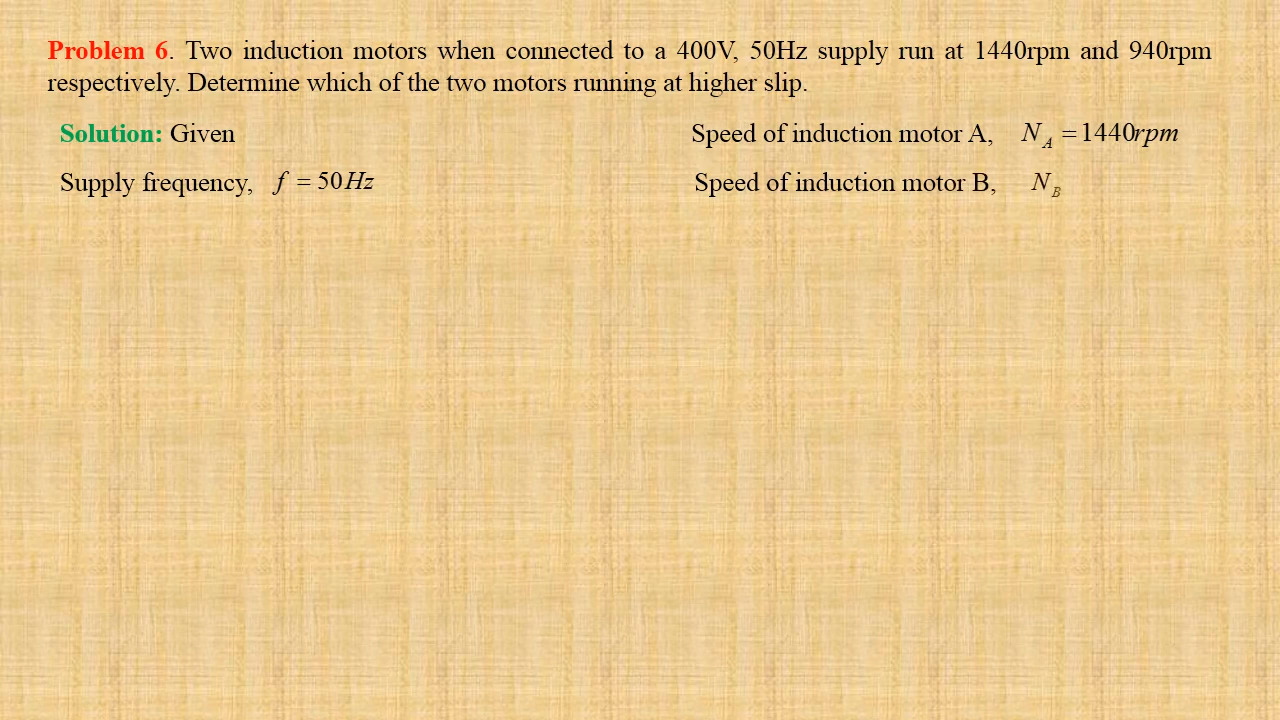 Problem 6. Two induction motors when connected to a 400V, 50Hz supply run at 1440rpm and 940rpm
respectively. Determine which of the two motors running at higher slip.
Solution: Given
Speed of induction motor A, N_A = 1440rpm
Supply frequency, f = 50Hz
Speed of induction motor B, N_B